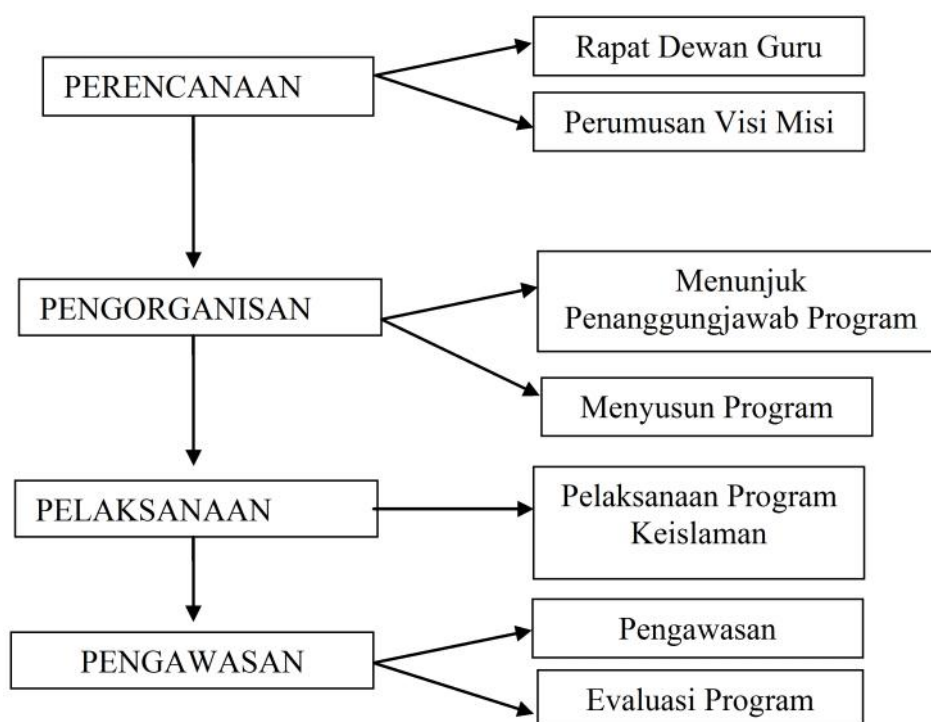 PERENCANAAN
Rapat Dewan Guru
Perumusan Visi Misi
PENGORGANISAN
Menunjuk
Penanggungjawab Program
Menyusun Program
PELAKSANAAN
Pelaksanaan Program
Keislaman
PENGAWASAN
Pengawasan
Evaluasi Program